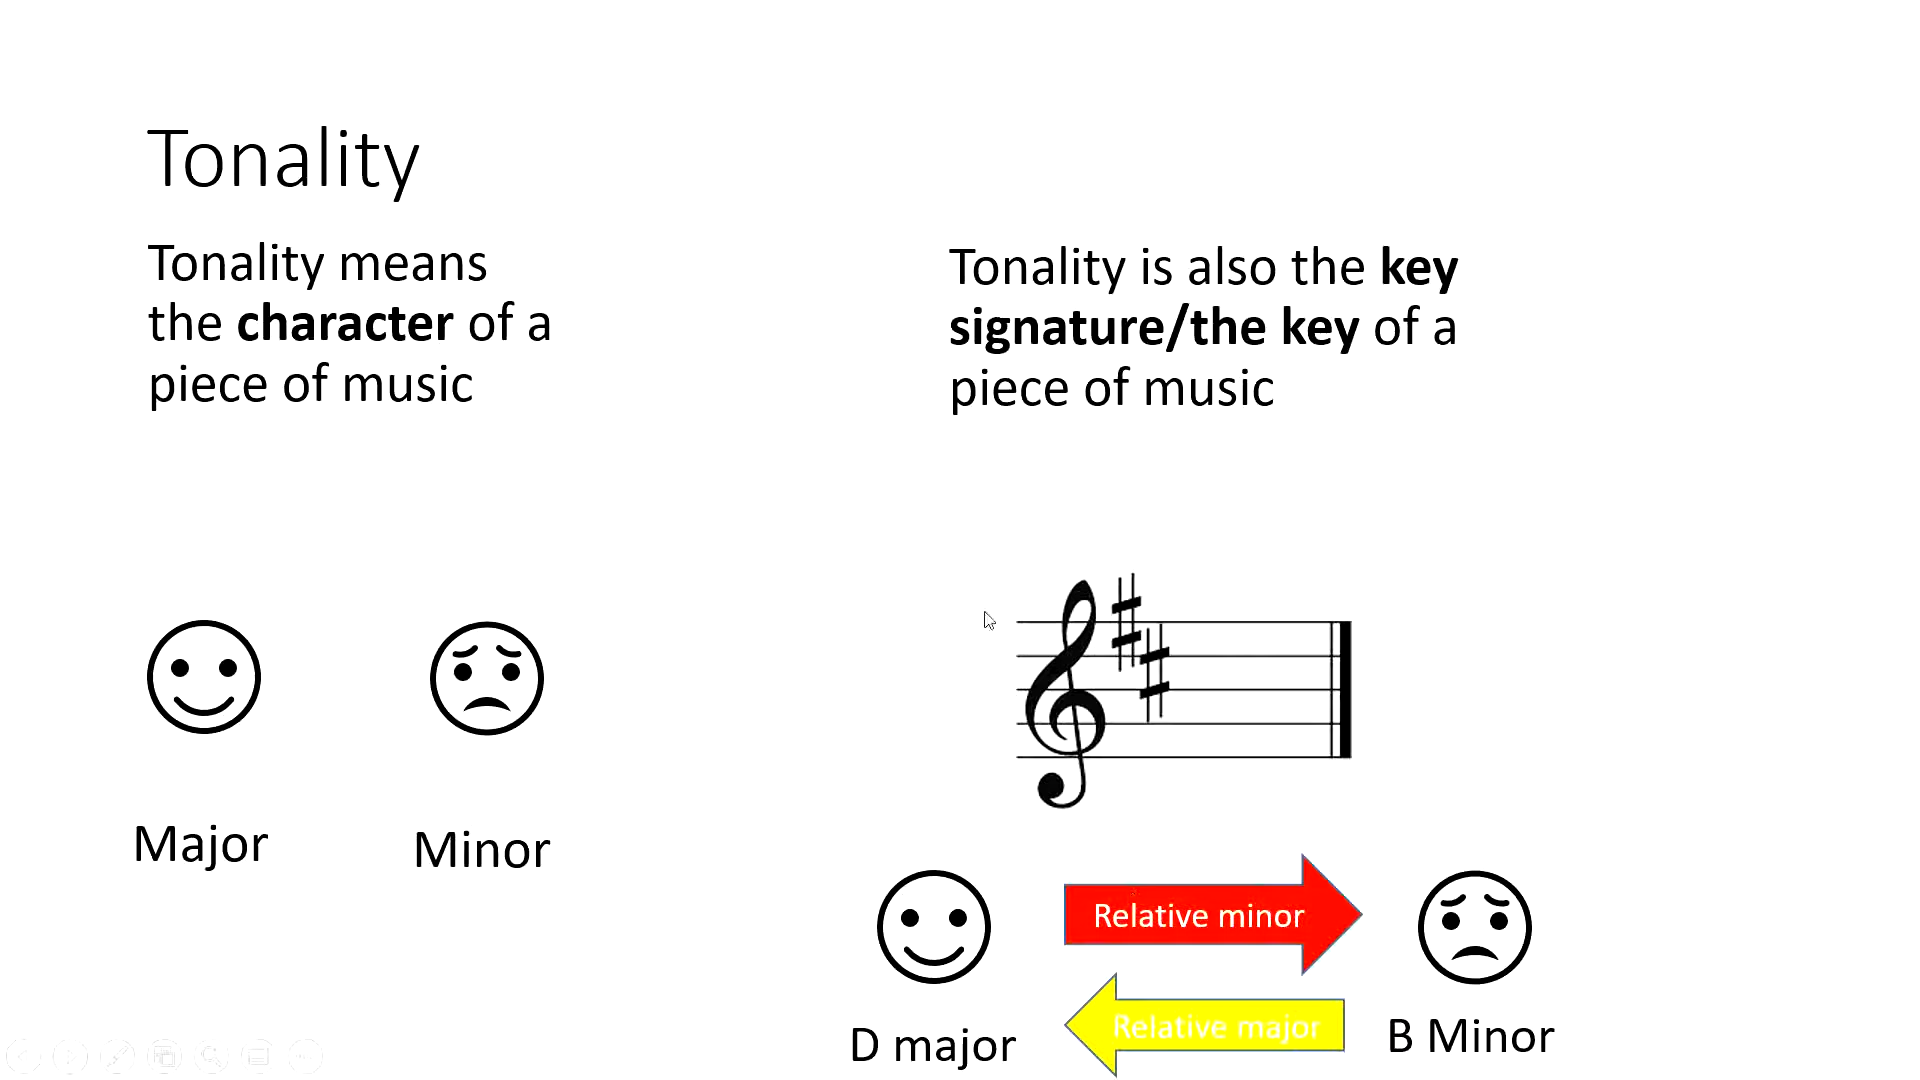 Tonality
Tonality means
the character of a
piece of music
Tonality is also the key
signature/the key of a
piece of music
Major
Minor
Relative minor
Relative major
D major
B Minor